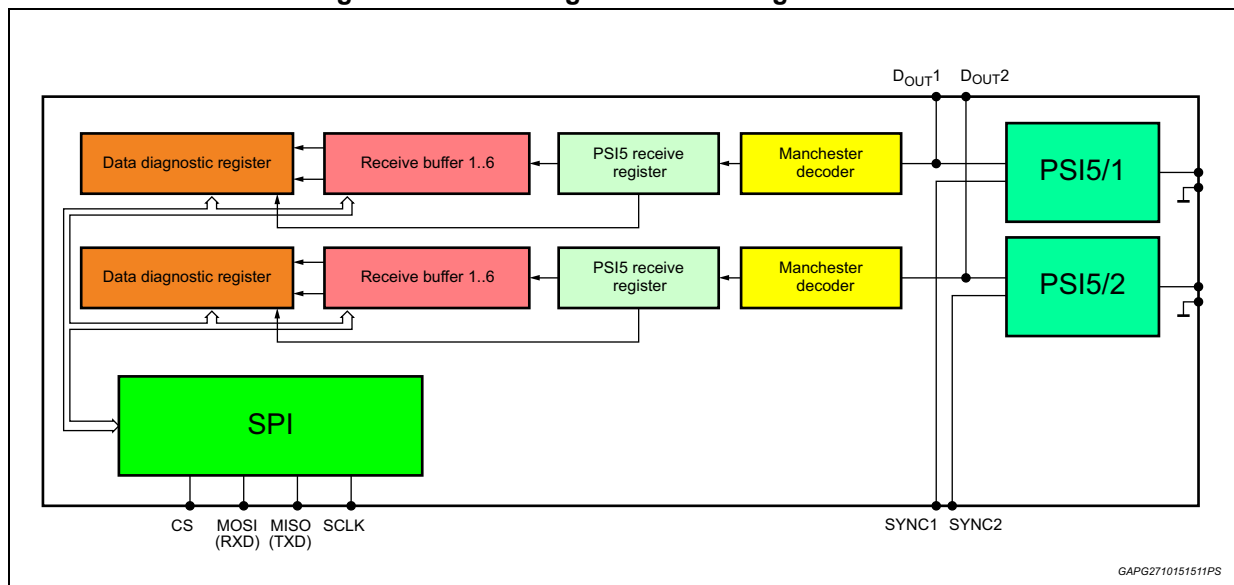 D_OUT1 D_OUT2
Data diagnostic register
Receive buffer 1..6
PSI5 receive
register
Manchester
decoder
PSI5/1
Data diagnostic register
Receive buffer 1..6
PSI5 receive
register
Manchester
decoder
PSI5/2
SPI
CS
MOSI
(RXD)
MISO
(TXD)
SCLK
SYNC1 SYNC2
GAPG2710151511PS